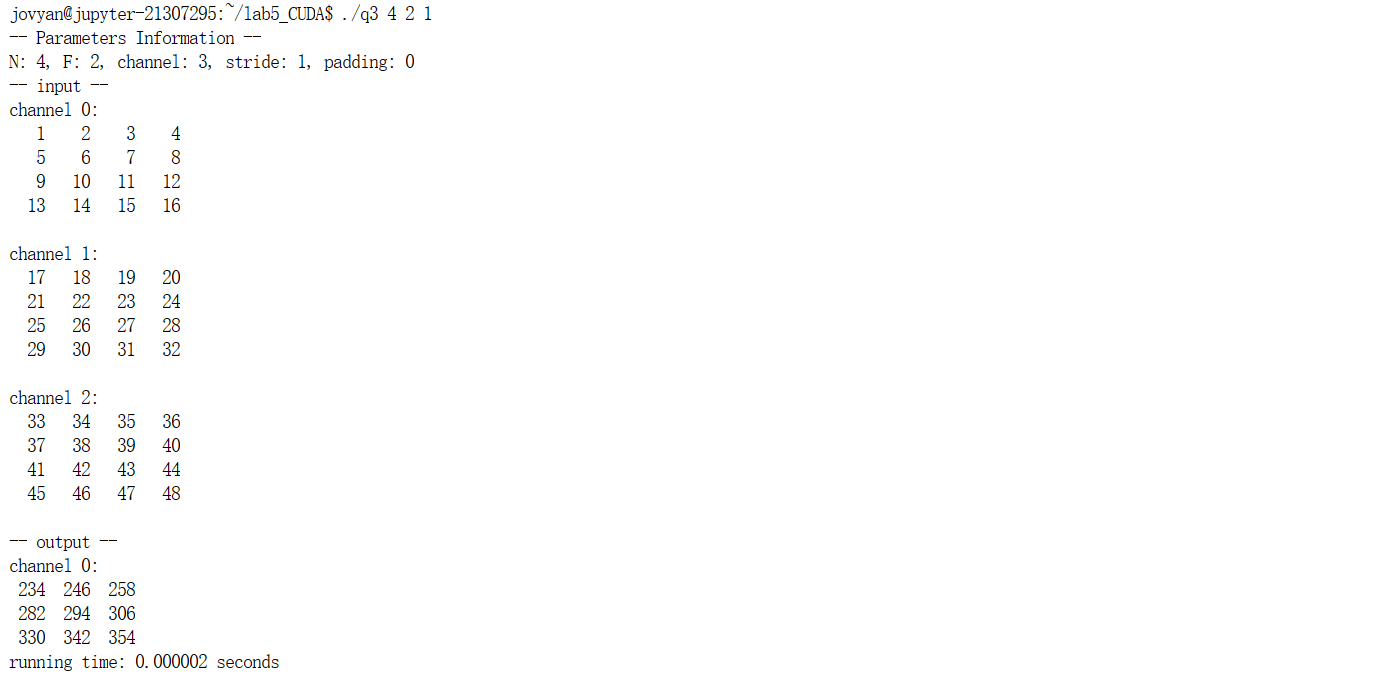 jovyan@jupyter-21307295:~/lab5_CUDA$ ./q3 4 2 1
-- Parameters Information --
N: 4, F: 2, channel: 3, stride: 1, padding: 0
-- input --
channel 0:
   1    2    3    4
   5    6    7    8
   9   10   11   12
  13   14   15   16

channel 1:
  17   18   19   20
  21   22   23   24
  25   26   27   28
  29   30   31   32

channel 2:
  33   34   35   36
  37   38   39   40
  41   42   43   44
  45   46   47   48

-- output --
channel 0:
 234  246  258
 282  294  306
 330  342  354
running time: 0.000002 seconds